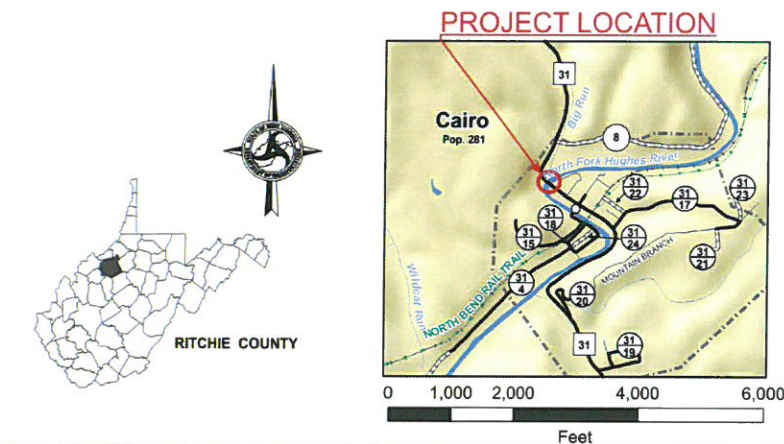 PROJECT LOCATION
31
Big Run
Cairo
Pop. 281
8
North Fork Hughes River
31
22
31
17
31
23
31
18
31
15
31
24
31
21
MOUNTAIN BRANCH
NORTH BEND RAIL TRAIL
Wildcat Run
31
4
31
20
31
31
19
RITCHIE COUNTY
0 1,000 2,000 4,000 6,000
Feet